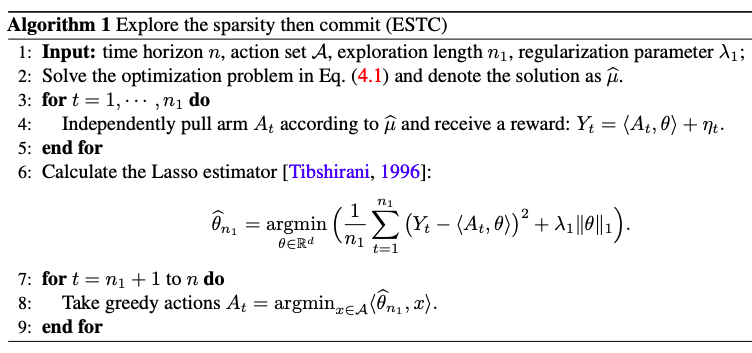 Algorithm 1 Explore the sparsity then commit (ESTC)
1: Input: time horizon n, action set 𝒜, exploration length n₁, regularization parameter λ₁;
2: Solve the optimization problem in Eq. (4.1) and denote the solution as μ̂.
3: for t = 1, ⋯ , n₁ do
4: Independently pull arm Aₜ according to μ̂ and receive a reward: Yₜ = ⟨Aₜ, θ⟩ + ηₜ.
5: end for
6: Calculate the Lasso estimator [Tibshirani, 1996]:
θ̂ₙ₁ = argmin_{θ∈ℝᵈ} ( 1/n₁ ∑_{t=1}^{n₁} (Yₜ − ⟨Aₜ, θ⟩)² + λ₁‖θ‖₁ ).
7: for t = n₁ + 1 to n do
8: Take greedy actions Aₜ = argmin_{x∈𝒜}⟨θ̂ₙ₁, x⟩.
9: end for